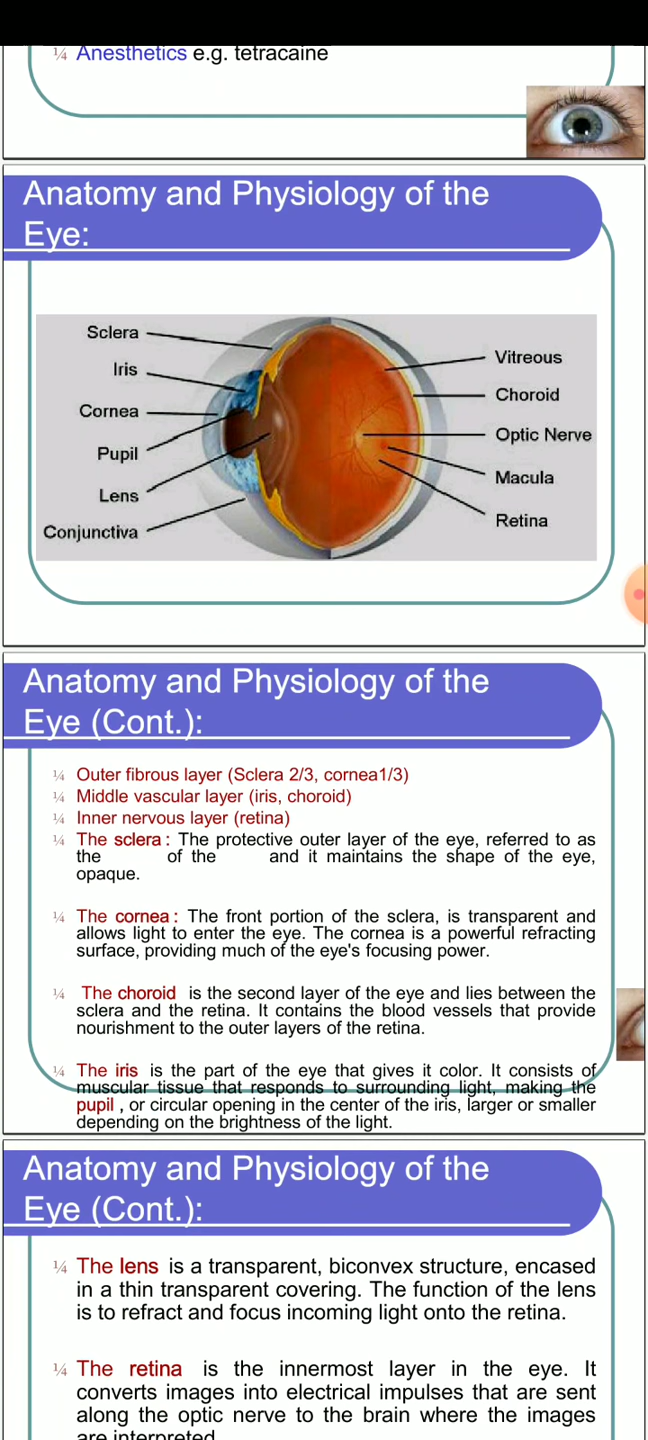 ¼ Anesthetics e.g. tetracaine
Anatomy and Physiology of the
Eye:
Sclera
Iris
Cornea
Pupil
Lens
Conjunctiva
Vitreous
Choroid
Optic Nerve
Macula
Retina
Anatomy and Physiology of the
Eye (Cont.):
¼ Outer fibrous layer (Sclera 2/3, cornea1/3)
¼ Middle vascular layer (iris, choroid)
¼ Inner nervous layer (retina)
¼ The sclera : The protective outer layer of the eye, referred to as
the of the and it maintains the shape of the eye,
opaque.
¼ The cornea : The front portion of the sclera, is transparent and
allows light to enter the eye. The cornea is a powerful refracting
surface, providing much of the eye's focusing power.
¼ The choroid is the second layer of the eye and lies between the
sclera and the retina. It contains the blood vessels that provide
nourishment to the outer layers of the retina.
¼ The iris is the part of the eye that gives it color. It consists of
muscular tissue that responds to surrounding light, making the
pupil , or circular opening in the center of the iris, larger or smaller
depending on the brightness of the light.
Anatomy and Physiology of the
Eye (Cont.):
¼ The lens is a transparent, biconvex structure, encased
in a thin transparent covering. The function of the lens
is to refract and focus incoming light onto the retina.
¼ The retina is the innermost layer in the eye. It
converts images into electrical impulses that are sent
along the optic nerve to the brain where the images
are interpreted.